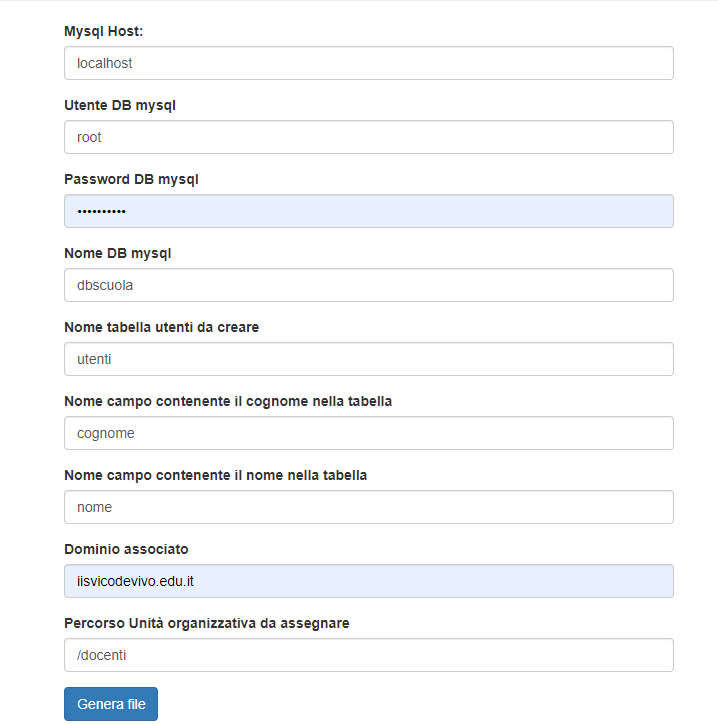 Mysql Host:
localhost
Utente DB mysql
root
Password DB mysql
••••••••••
Nome DB mysql
dbscuola
Nome tabella utenti da creare
utenti
Nome campo contenente il cognome nella tabella
cognome
Nome campo contenente il nome nella tabella
nome
Dominio associato
iisvicodevivo.edu.it
Percorso Unità organizzativa da assegnare
/docenti
Genera file